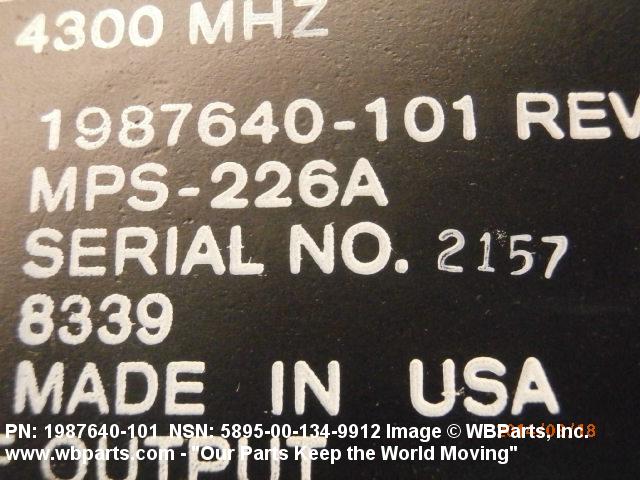 4300 MHZ
1987640-101 REV
MPS-226A
SERIAL NO. 2157
8339
MADE IN USA
PN: 1987640-101 NSN: 5895-00-134-9912 Image © WBParts, Inc.
OUTPUT
www.wbparts.com - "Our Parts Keep the World Moving"